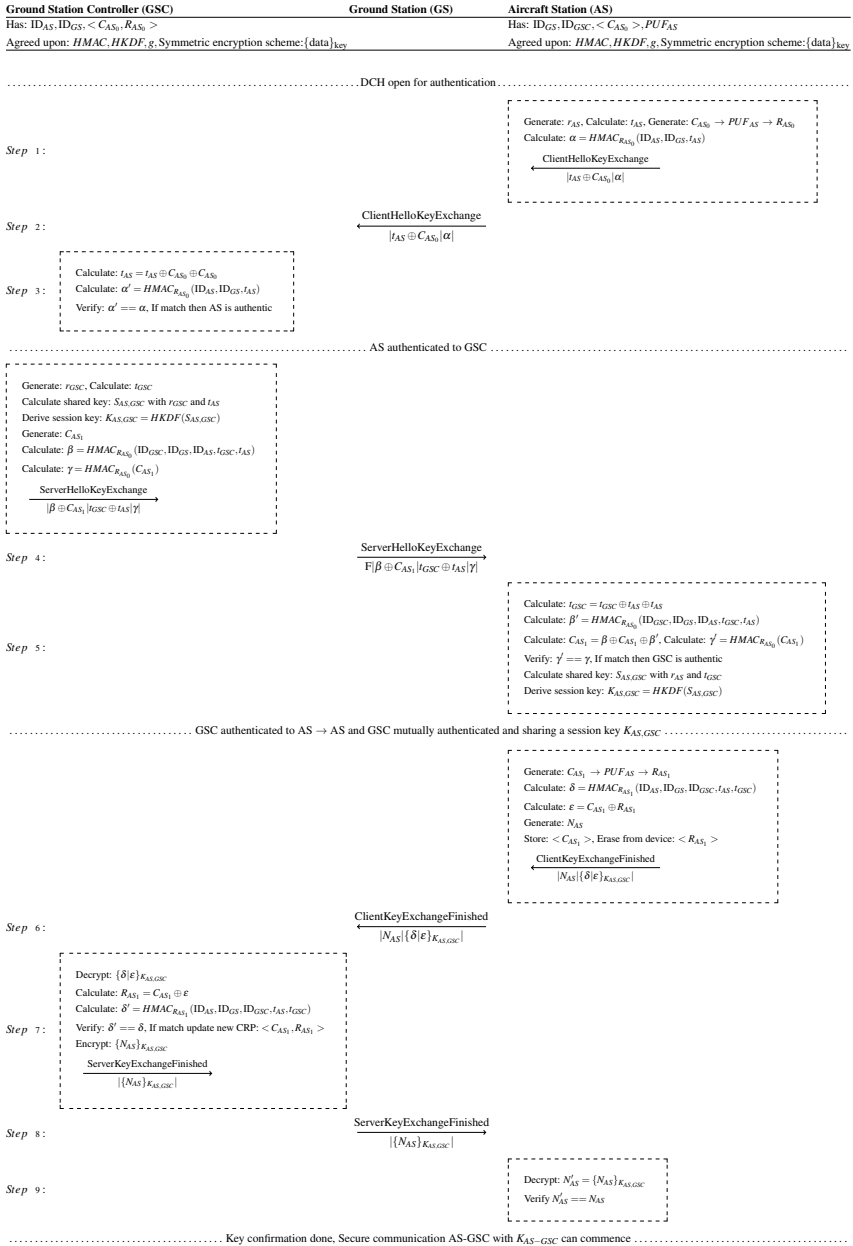 Ground Station Controller (GSC) Ground Station (GS) Aircraft Station (AS)
Has: ID_AS, ID_GS, < C_AS₀, R_AS₀ > Has: ID_GS, ID_GSC, < C_AS₀ >, PUF_AS
Agreed upon: HMAC, HKDF, g, Symmetric encryption scheme:{data}_key Agreed upon: HMAC, HKDF, g, Symmetric encryption scheme:{data}_key
DCH open for authentication
Generate: r_AS, Calculate: t_AS, Generate: C_AS₀ → PUF_AS → R_AS₀
Calculate: α = HMAC_R_AS₀(ID_AS, ID_GS, t_AS)
Step 1:
ClientHelloKeyExchange
|t_AS ⊕ C_AS₀|α|
Step 2:
ClientHelloKeyExchange
|t_AS ⊕ C_AS₀|α|
Calculate: t_AS = t_AS ⊕ C_AS₀ ⊕ C_AS₀
Step 3:
Calculate: α′ = HMAC_R_AS₀(ID_AS, ID_GS, t_AS)
Verify: α′ == α, If match then AS is authentic
AS authenticated to GSC
Generate: r_GSC, Calculate: t_GSC
Calculate shared key: S_AS,GSC with r_GSC and t_AS
Derive session key: K_AS,GSC = HKDF(S_AS,GSC)
Generate: C_AS₁
Calculate: β = HMAC_R_AS₀(ID_GSC, ID_GS, ID_AS, t_GSC, t_AS)
Calculate: γ = HMAC_R_AS₀(C_AS₁)
ServerHelloKeyExchange
|β ⊕ C_AS₁|t_GSC ⊕ t_AS|γ|
Step 4:
ServerHelloKeyExchange
F|β ⊕ C_AS₁|t_GSC ⊕ t_AS|γ|
Calculate: t_GSC = t_GSC ⊕ t_AS ⊕ t_AS
Calculate: β′ = HMAC_R_AS₀(ID_GSC, ID_GS, ID_AS, t_GSC, t_AS)
Step 5:
Calculate: C_AS₁ = β ⊕ C_AS₁ ⊕ β′, Calculate: γ′ = HMAC_R_AS₀(C_AS₁)
Verify: γ′ == γ, If match then GSC is authentic
Calculate shared key: S_AS,GSC with r_AS and t_GSC
Derive session key: K_AS,GSC = HKDF(S_AS,GSC)
GSC authenticated to AS → AS and GSC mutually authenticated and sharing a session key K_AS,GSC
Generate: C_AS₁ → PUF_AS → R_AS₁
Calculate: δ = HMAC_R_AS₁(ID_AS, ID_GS, ID_GSC, t_AS, t_GSC)
Calculate: ε = C_AS₁ ⊕ R_AS₁
Generate: N_AS
Store: < C_AS₁ >, Erase from device: < R_AS₁ >
ClientKeyExchangeFinished
|N_AS|{δ|ε}_K_AS,GSC|
Step 6:
ClientKeyExchangeFinished
|N_AS|{δ|ε}_K_AS,GSC|
Decrypt: {δ|ε}_K_AS,GSC
Calculate: R_AS₁ = C_AS₁ ⊕ ε
Calculate: δ′ = HMAC_R_AS₁(ID_AS, ID_GS, ID_GSC, t_AS, t_GSC)
Step 7:
Verify: δ′ == δ, If match update new CRP: < C_AS₁, R_AS₁ >
Encrypt: {N_AS}_K_AS,GSC
ServerKeyExchangeFinished
|{N_AS}_K_AS,GSC|
Step 8:
ServerKeyExchangeFinished
|{N_AS}_K_AS,GSC|
Decrypt: N′_AS = {N_AS}_K_AS,GSC
Step 9:
Verify N′_AS == N_AS
Key confirmation done, Secure communication AS-GSC with K_AS−GSC can commence